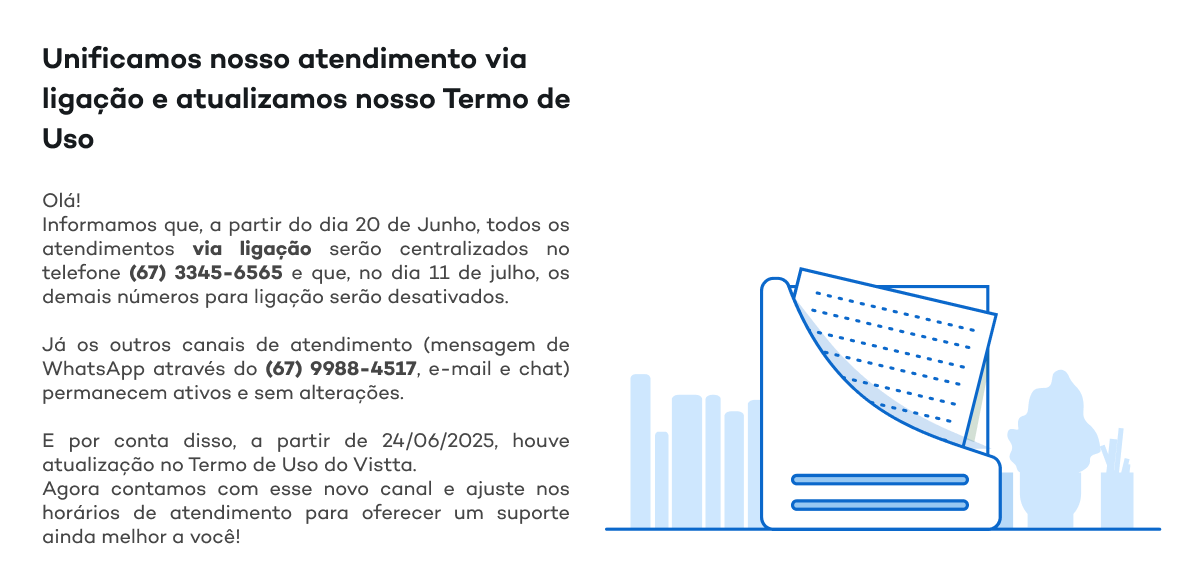 Unificamos nosso atendimento via
ligação e atualizamos nosso Termo de
Uso
Olá!
Informamos que, a partir do dia 20 de Junho, todos os
atendimentos via ligação serão centralizados no
telefone (67) 3345-6565 e que, no dia 11 de julho, os
demais números para ligação serão desativados.
Já os outros canais de atendimento (mensagem de
WhatsApp através do (67) 9988-4517, e-mail e chat)
permanecem ativos e sem alterações.
E por conta disso, a partir de 24/06/2025, houve
atualização no Termo de Uso do Vistta.
Agora contamos com esse novo canal e ajuste nos
horários de atendimento para oferecer um suporte
ainda melhor a você!